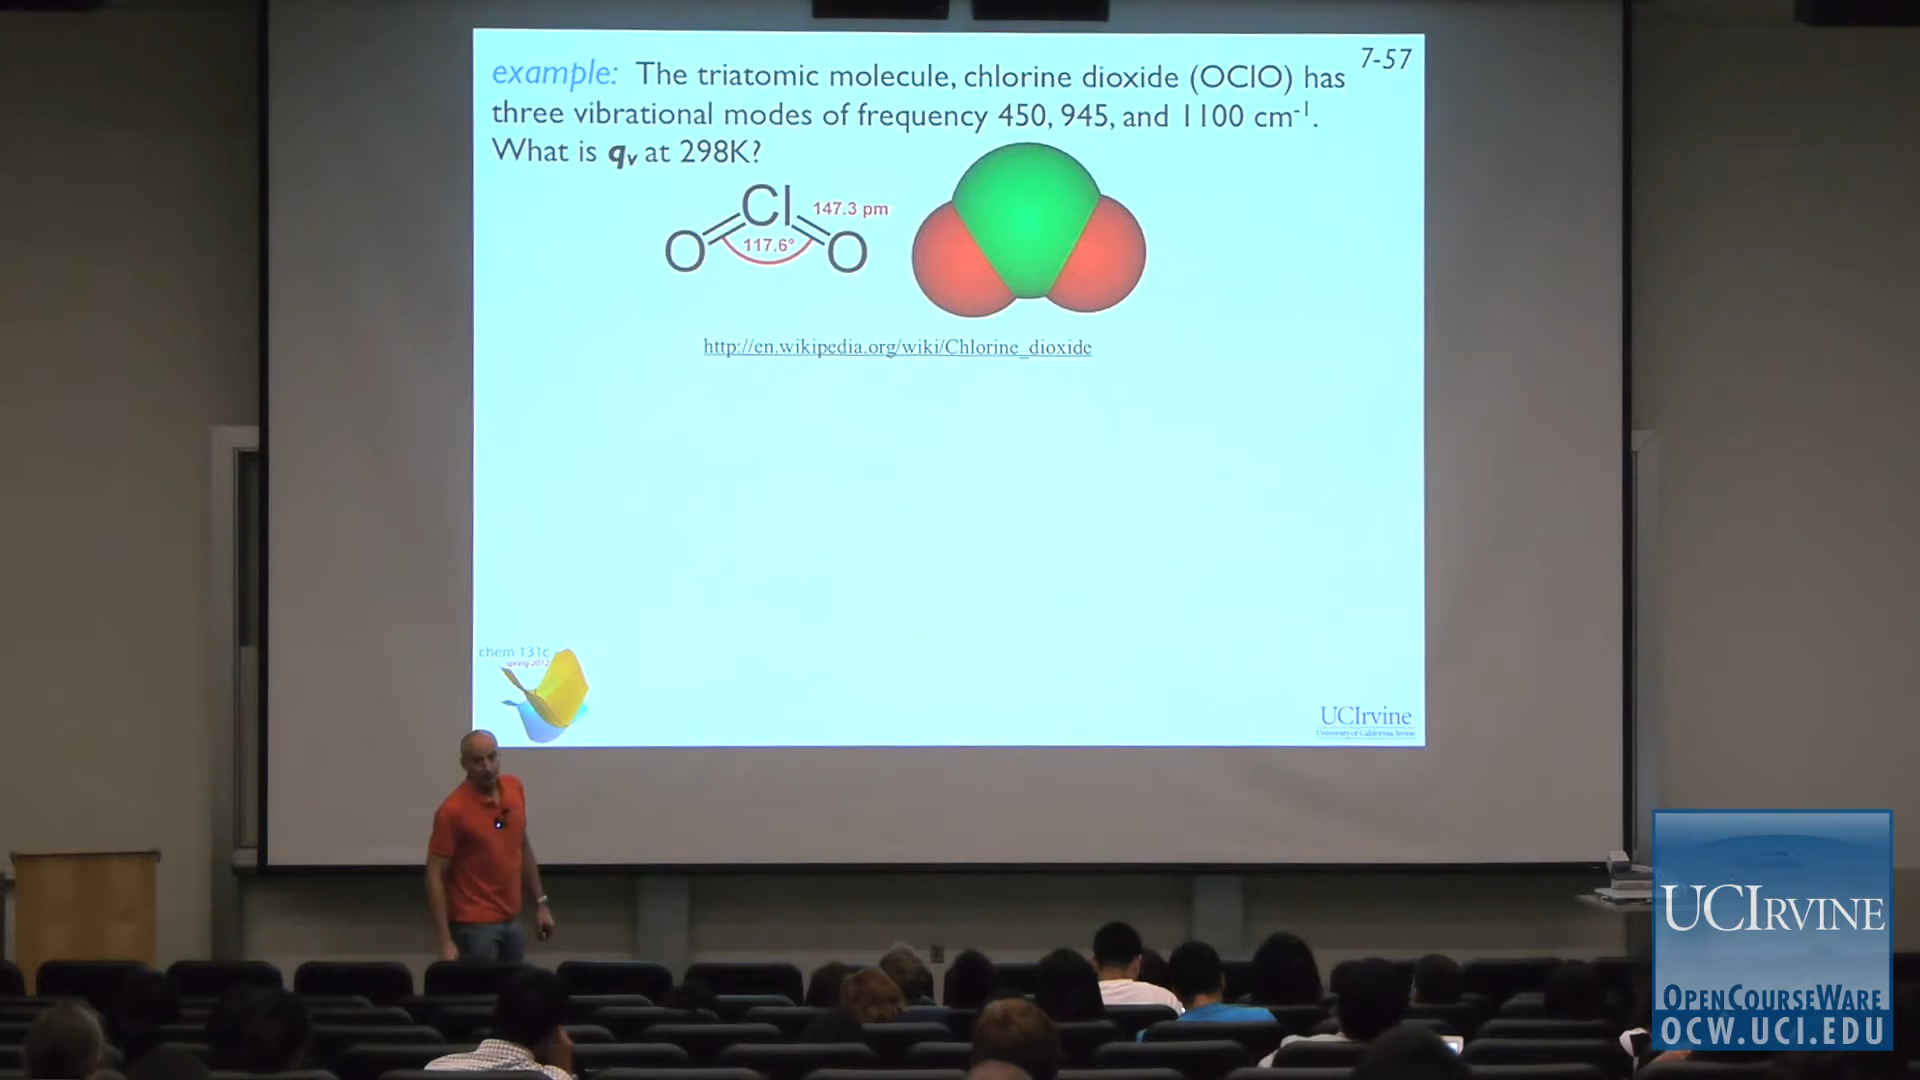 7-57
example: The triatomic molecule, chlorine dioxide (OClO) has
three vibrational modes of frequency 450, 945, and 1100 cm⁻¹.
What is qᵥ at 298K?
Cl
147.3 pm
O
117.6°
O
http://en.wikipedia.org/wiki/Chlorine_dioxide
chem 131c
spring 2012
UCIrvine
University of California, Irvine
UCIRVINE
OPENCOURSEWARE
OCW.UCI.EDU